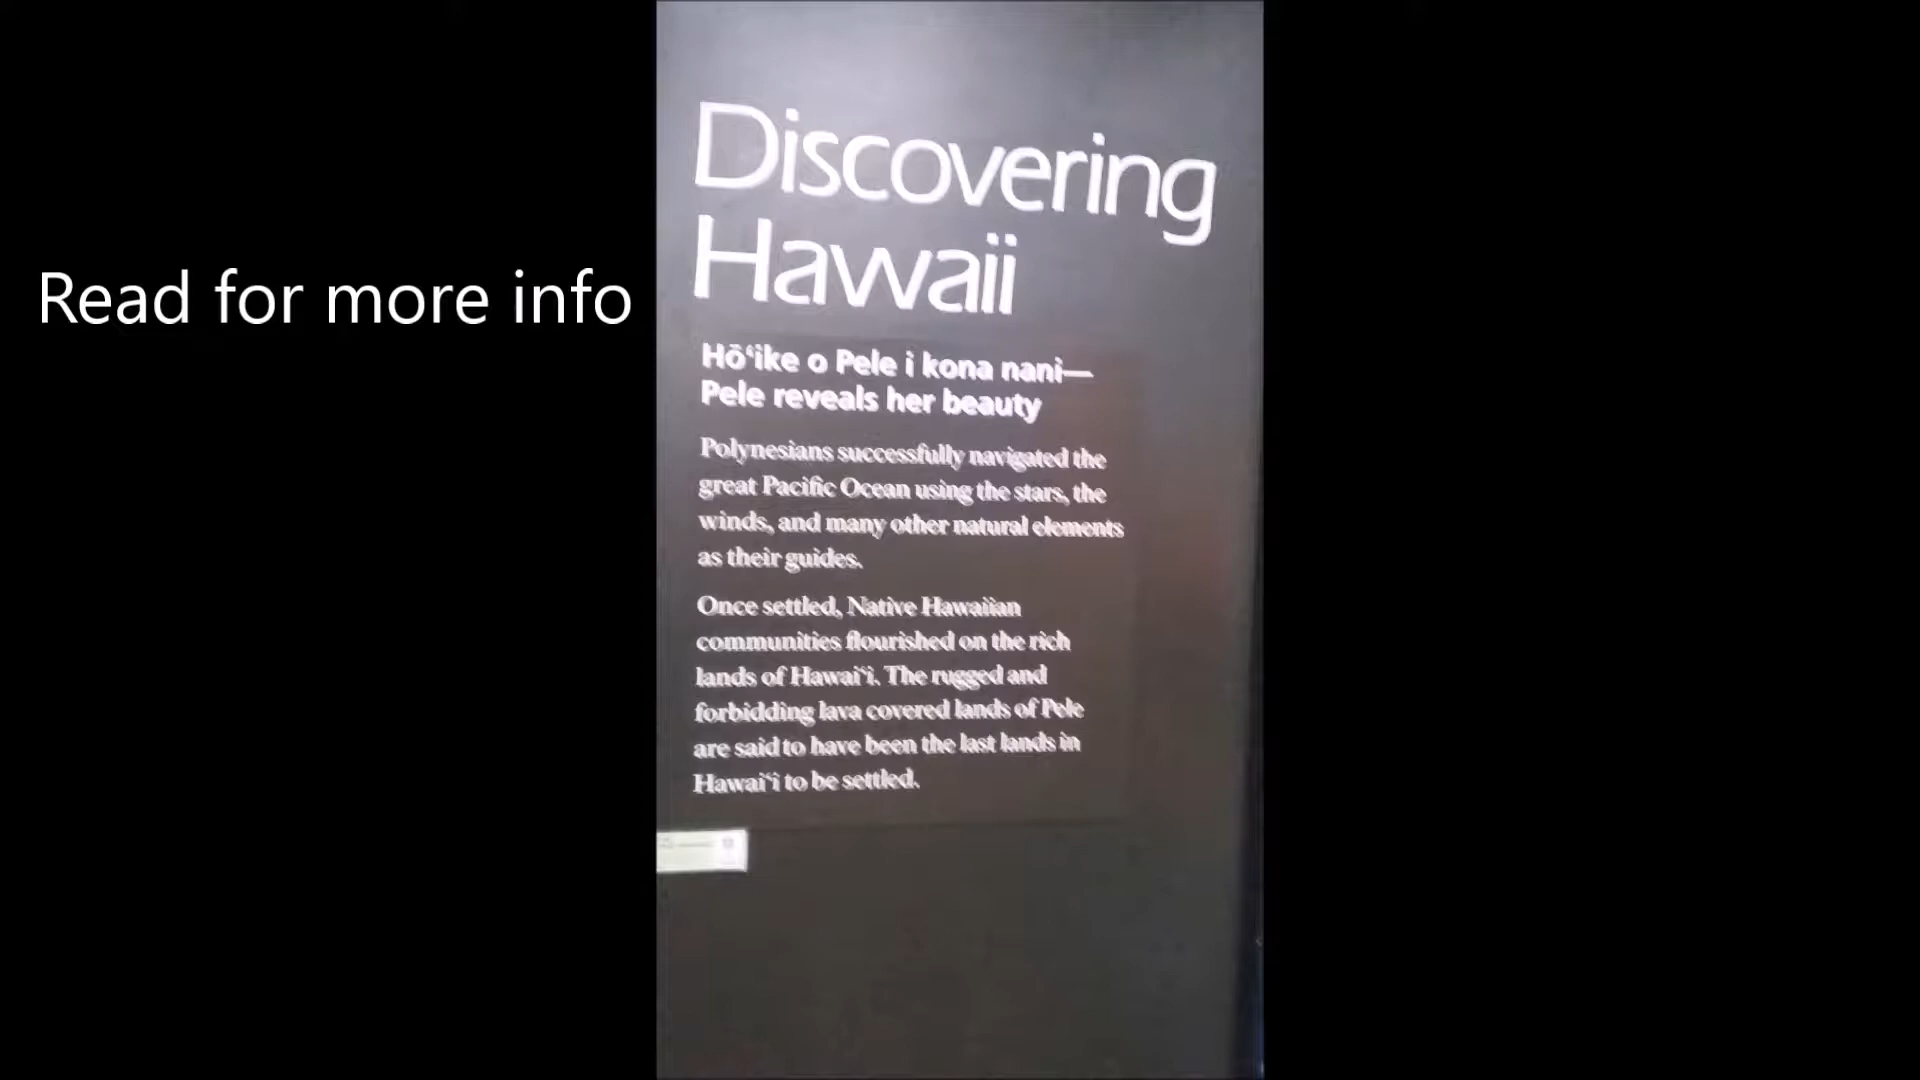 Read for more info
Discovering
Hawaii
Hō‘ike o Pele i kona nani—
Pele reveals her beauty
Polynesians successfully navigated the
great Pacific Ocean using the stars, the
winds, and many other natural elements
as their guides.
Once settled, Native Hawaiian
communities flourished on the rich
lands of Hawai‘i. The rugged and
forbidding lava covered lands of Pele
are said to have been the last lands in
Hawai‘i to be settled.